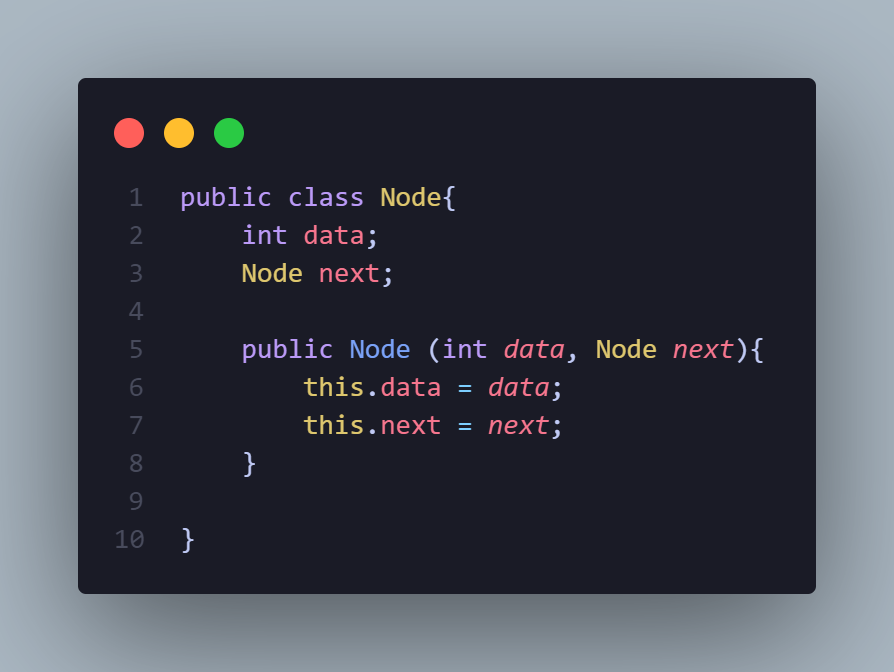 1 public class Node{
2     int data;
3     Node next;
4
5     public Node (int data, Node next){
6         this.data = data;
7         this.next = next;
8     }
9
10 }